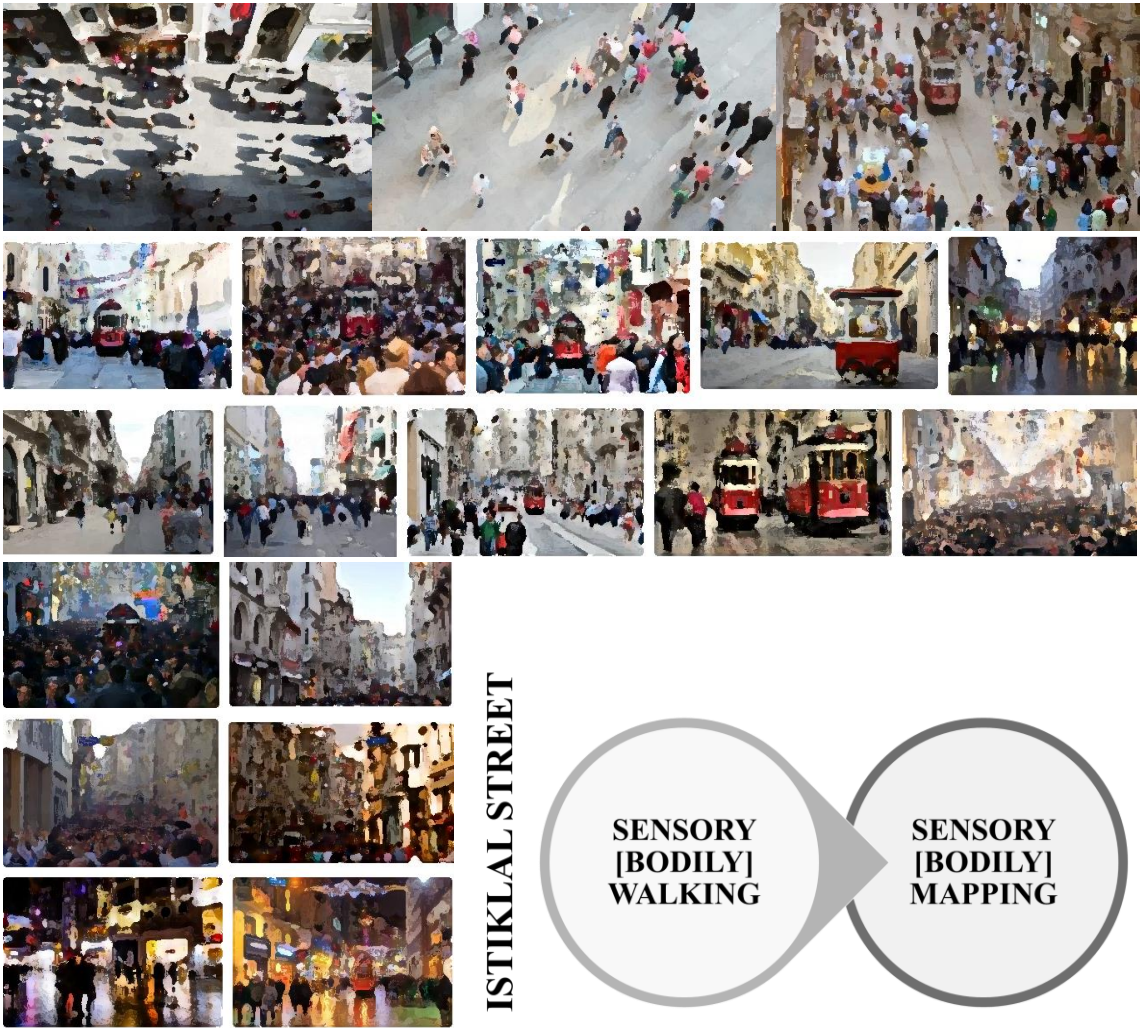 ISTIKLAL STREET
SENSORY
[BODILY]
WALKING
SENSORY
[BODILY]
MAPPING